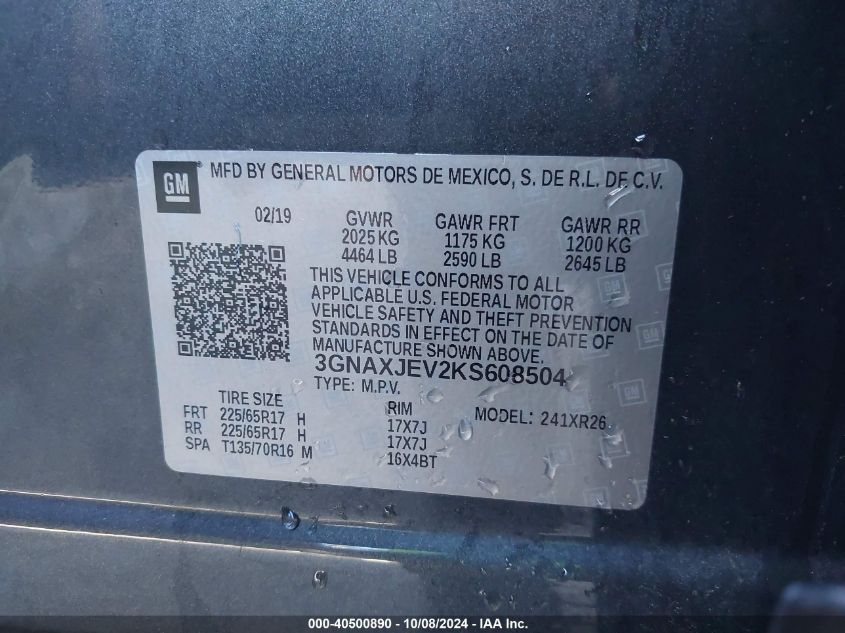 GM
MFD BY GENERAL MOTORS DE MEXICO, S. DE R.L. DE C.V.
02/19
GVWR GAWR FRT GAWR RR
2025 KG 1175 KG 1200 KG
4464 LB 2590 LB 2645 LB
THIS VEHICLE CONFORMS TO ALL
APPLICABLE U.S. FEDERAL MOTOR
VEHICLE SAFETY AND THEFT PREVENTION
STANDARDS IN EFFECT ON THE DATE OF
MANUFACTURE SHOWN ABOVE.
3GNAXJEV2KS608504
TYPE: M.P.V.
TIRE SIZE RIM MODEL: 241XR26
FRT 225/65R17 H 17X7J
RR 225/65R17 H 17X7J
SPA T135/70R16 M 16X4BT
000-40500890 - 10/08/2024 - IAA Inc.